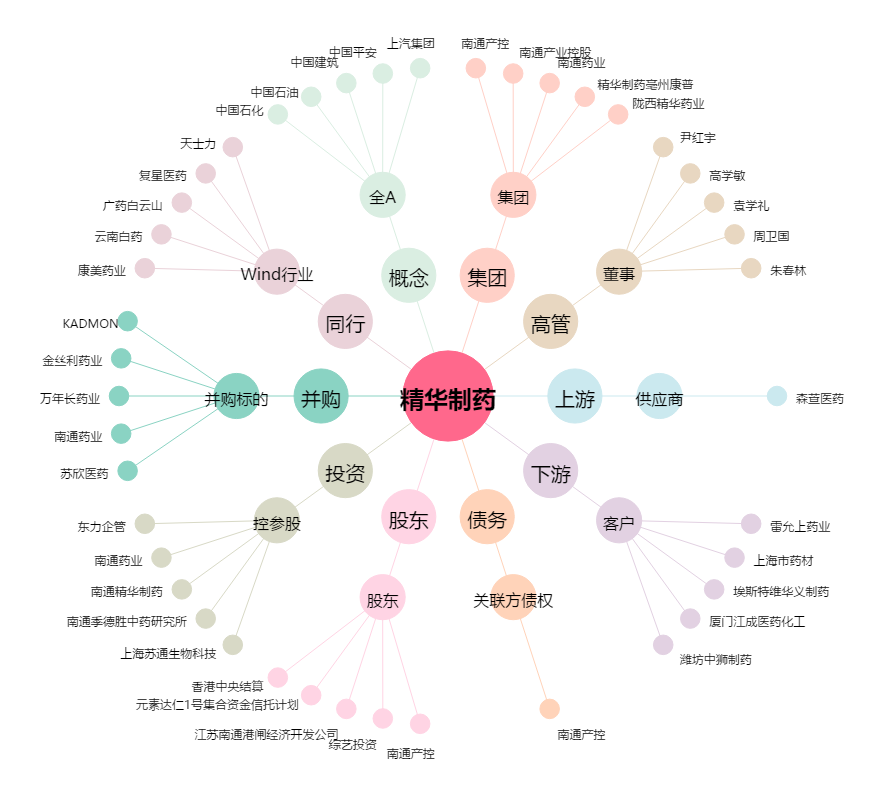 上汽集团
南通产控
中国平安
南通产业控股
中国建筑
南通药业
中国石油
精华制药亳州康普
中国石化
陇西精华药业
天士力
尹红宇
复星医药
高学敏
全A
集团
广药白云山
袁学礼
云南白药
周卫国
康美药业
Wind行业
概念
集团
董事
朱春林
KADMON
同行
高管
金丝利药业
万年长药业
并购标的
并购
精华制药
上游
供应商
森萱医药
南通药业
苏欣医药
投资
下游
东力企管
控参股
股东
债务
客户
雷允上药业
南通药业
上海市药材
南通精华制药
埃斯特维华义制药
南通季德胜中药研究所
股东
关联方债权
厦门江成医药化工
上海苏通生物科技
潍坊中狮制药
香港中央结算
元素达仁1号集合资金信托计划
江苏南通港闸经济开发公司
南通产控
综艺投资
南通产控